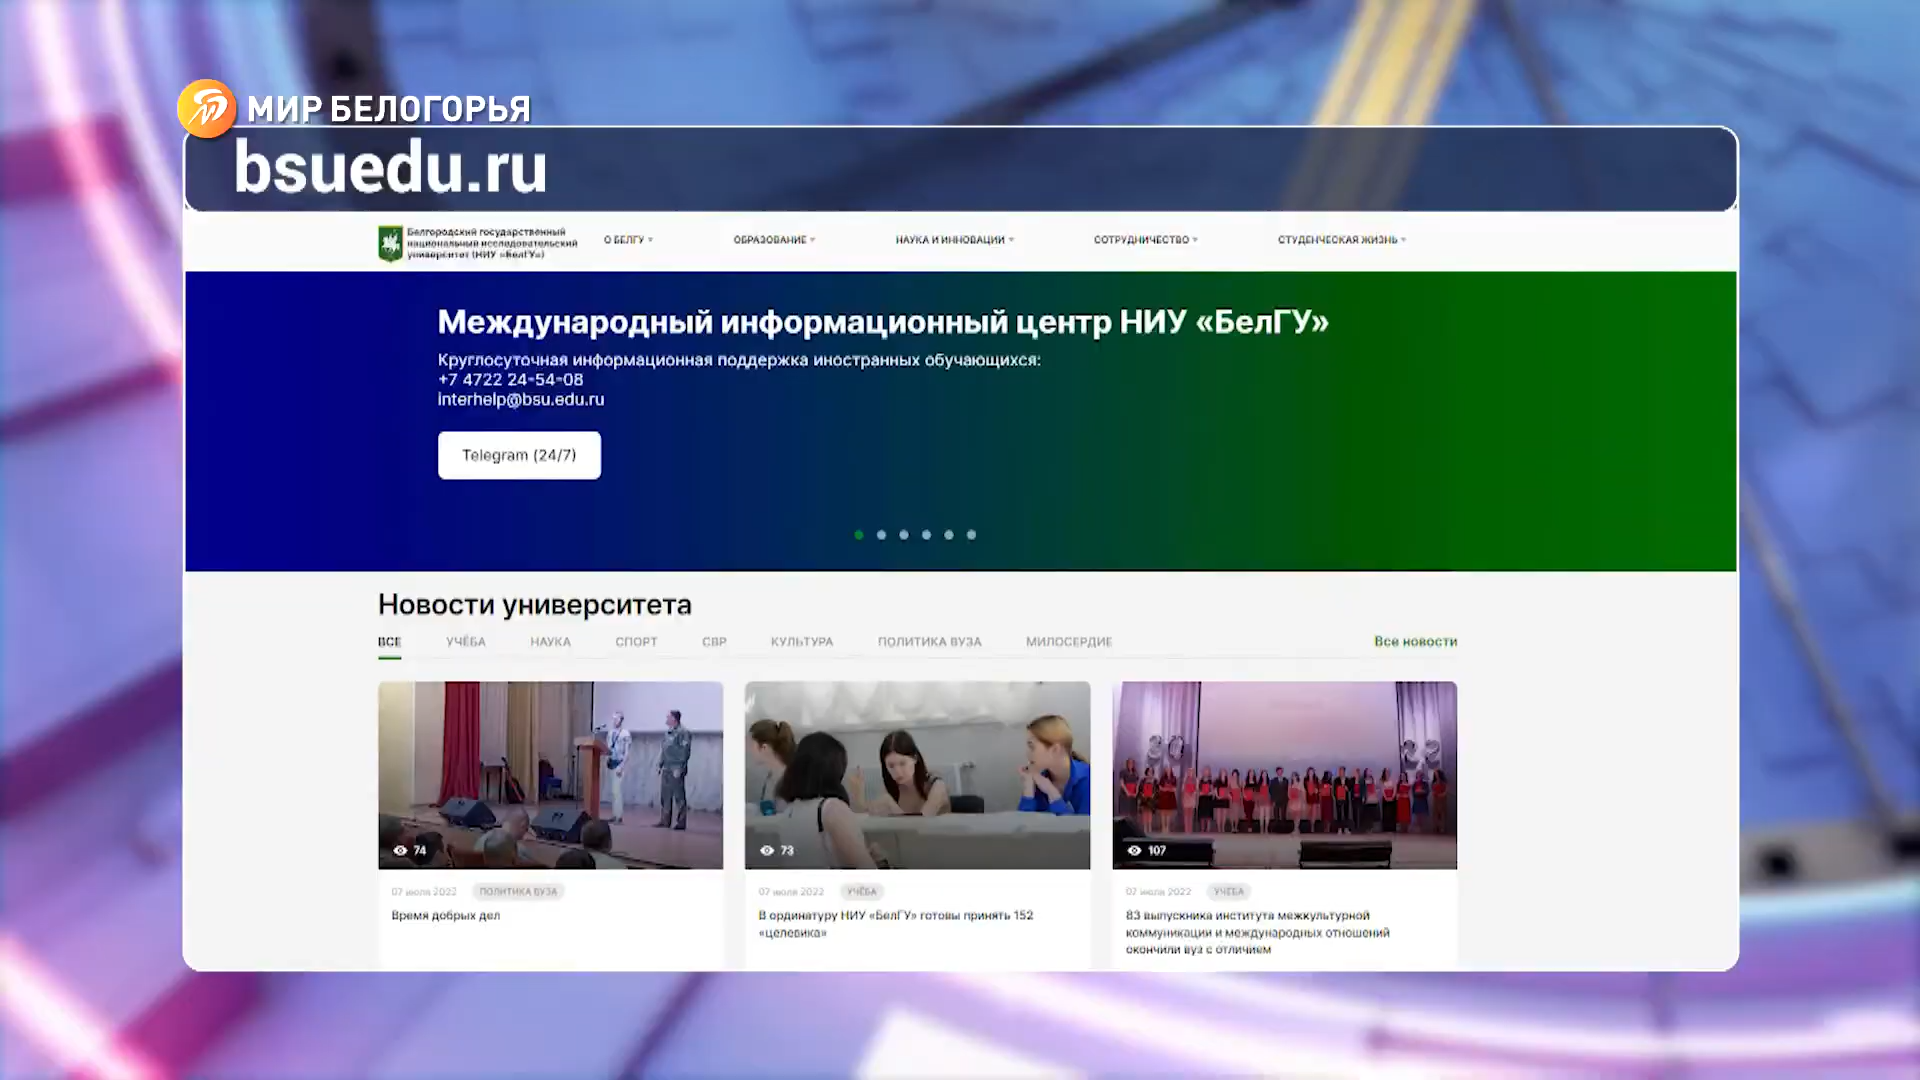 МИР БЕЛОГОРЬЯ
bsuedu.ru
Белгородский государственный
национальный исследовательский
университет (НИУ «БелГУ»)
О БЕЛГУ
ОБРАЗОВАНИЕ
НАУКА И ИННОВАЦИИ
СОТРУДНИЧЕСТВО
СТУДЕНЧЕСКАЯ ЖИЗНЬ
Международный информационный центр НИУ «БелГУ»
Круглосуточная информационная поддержка иностранных обучающихся:
+7 4722 24-54-08
interhelp@bsu.edu.ru
Telegram (24/7)
Новости университета
ВСЕ УЧЁБА НАУКА СПОРТ СВР КУЛЬТУРА ПОЛИТИКА ВУЗА МИЛОСЕРДИЕ Все новости
74
07 июля 2022 ПОЛИТИКА ВУЗА
Время добрых дел
73
07 июля 2022 УЧЁБА
В ординатуру НИУ «БелГУ» готовы принять 152
«целевика»
30 22
107
07 июля 2022 УЧЁБА
83 выпускника института межкультурной
коммуникации и международных отношений
окончили вуз с отличием